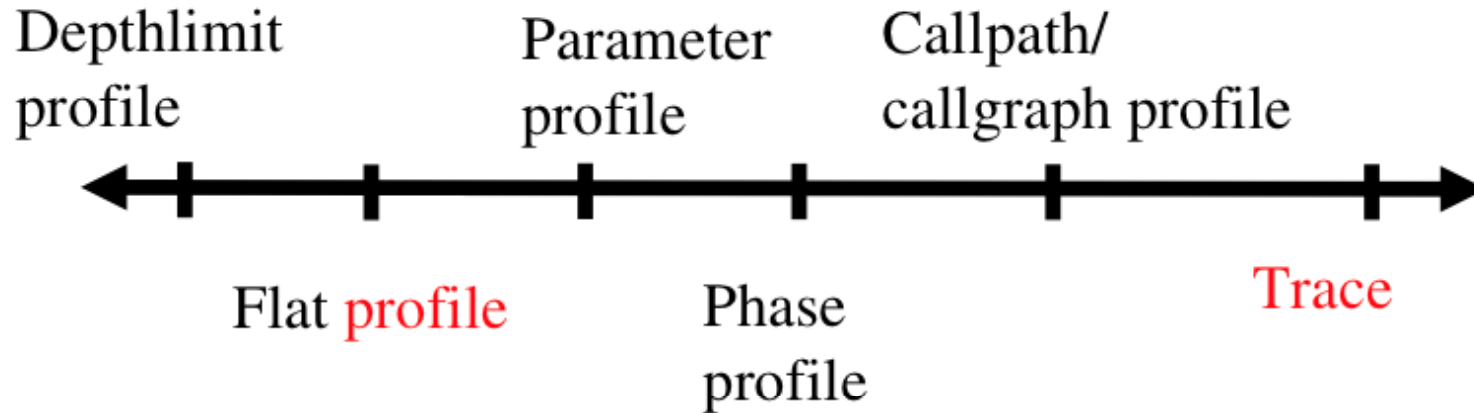 Depthlimit
profile
Parameter
profile
Callpath/
callgraph profile
Flat profile
Phase
profile
Trace